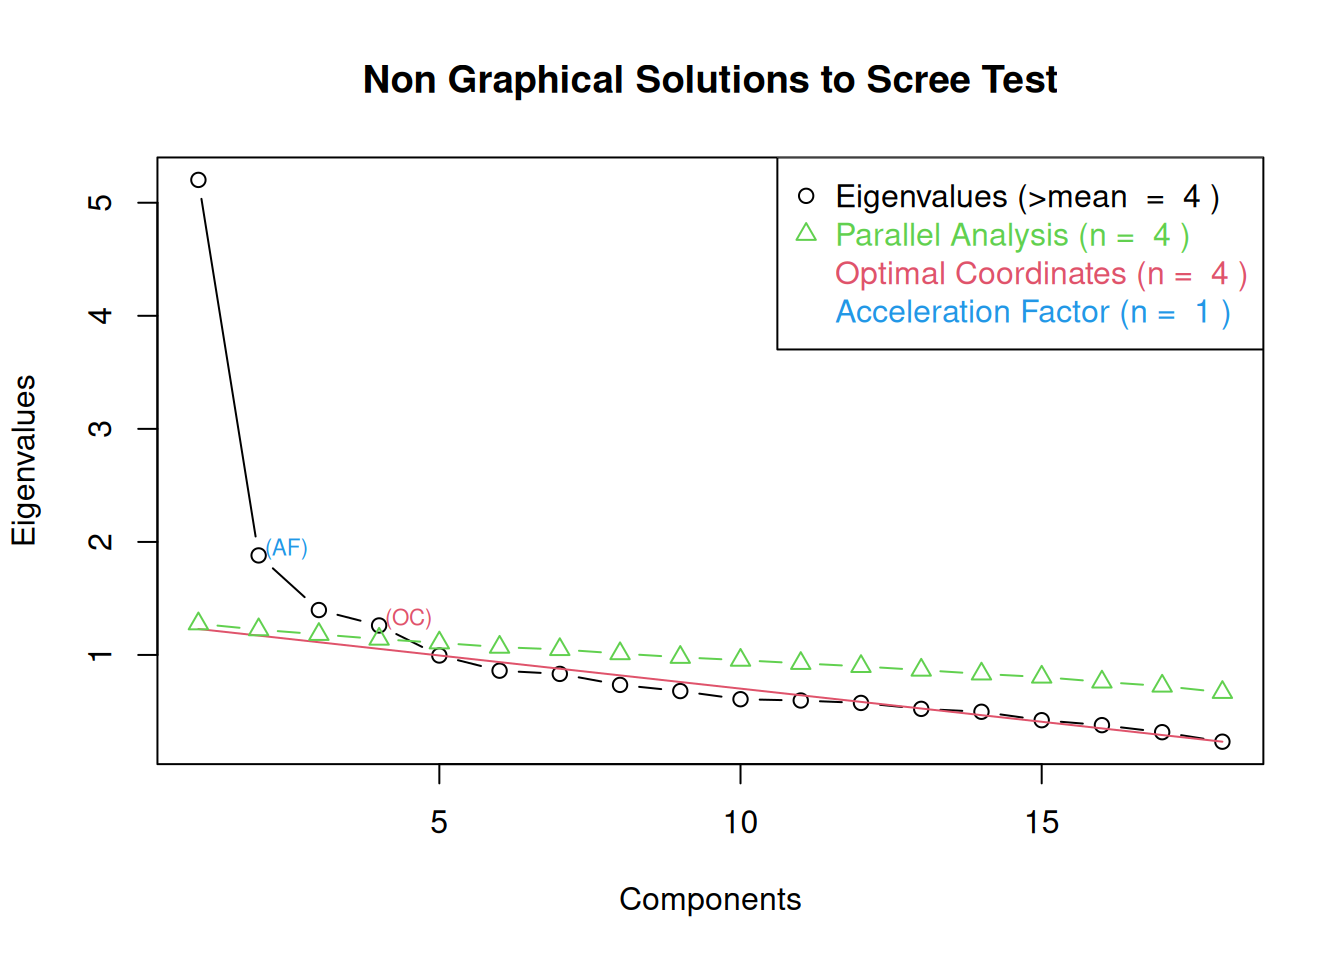 Non Graphical Solutions to Scree Test
Eigenvalues (>mean  =  4 )
Parallel Analysis (n =  4 )
Optimal Coordinates (n =  4 )
Acceleration Factor (n =  1 )
Eigenvalues
5
4
3
2
1
(AF)
(OC)
5
10
15
Components